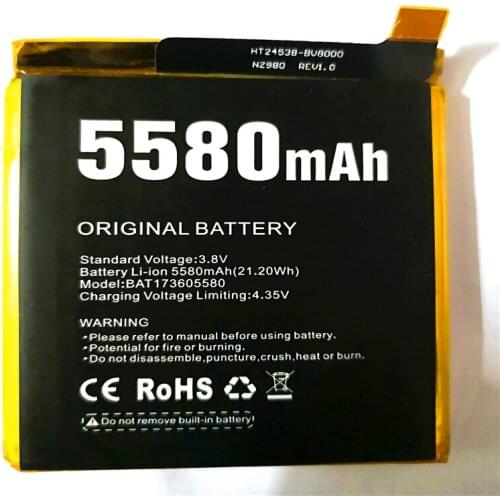 HT24538-BV8000
N2980 REV1.0
5580mAh
ORIGINAL BATTERY
Standard Voltage:3.8V
Battery Li-ion 5580mAh(21.20Wh)
Model:BAT173605580
Charging Voltage Limiting:4.35V
WARNING
•Please refer to manual before using battery.
•Potential for fire or burning.
•Do not disassemble,puncture,crush,heat or burn.
CE RoHS
Do not remove built-in battery!